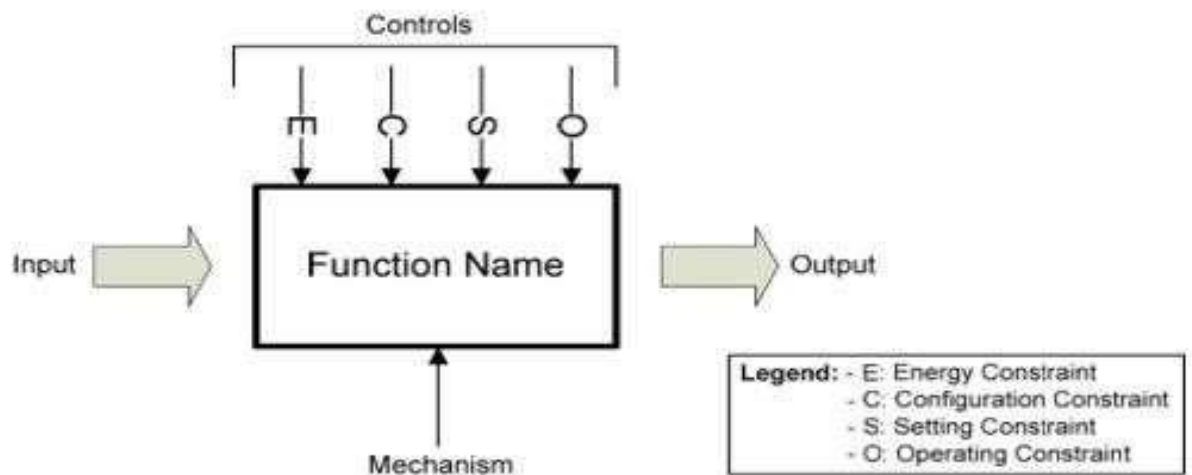 Controls
E C S O
Input
Function Name
Output
Mechanism
Legend: - E: Energy Constraint
- C: Configuration Constraint
- S: Setting Constraint
- O: Operating Constraint